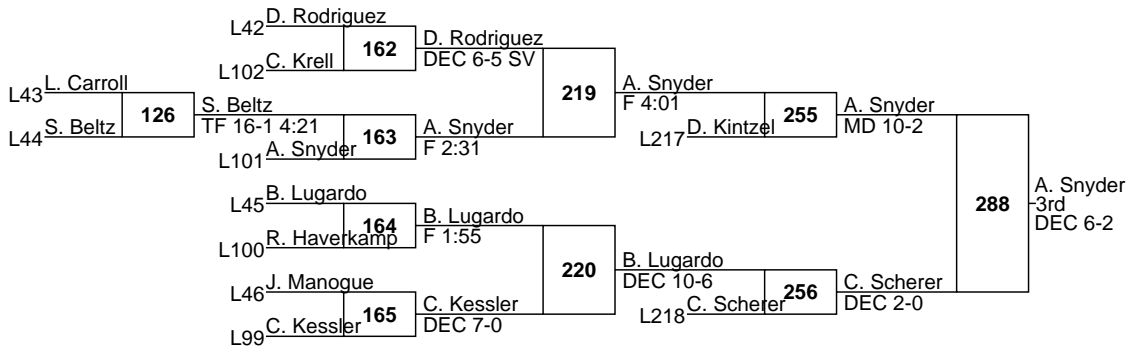 L42 D. Rodriguez
162
D. Rodriguez
DEC 6-5 SV
L102 C. Krell
L43 L. Carroll
126
S. Beltz
TF 16-1 4:21
L44 S. Beltz
163
A. Snyder
F 2:31
L101 A. Snyder
219
A. Snyder
F 4:01
255
L217 D. Kintzel
A. Snyder
MD 10-2
L45 B. Lugardo
164
B. Lugardo
F 1:55
L100 R. Haverkamp
L46 J. Manogue
165
C. Kessler
DEC 7-0
L99 C. Kessler
220
B. Lugardo
DEC 10-6
256
L218 C. Scherer
C. Scherer
DEC 2-0
288
A. Snyder
3rd
DEC 6-2